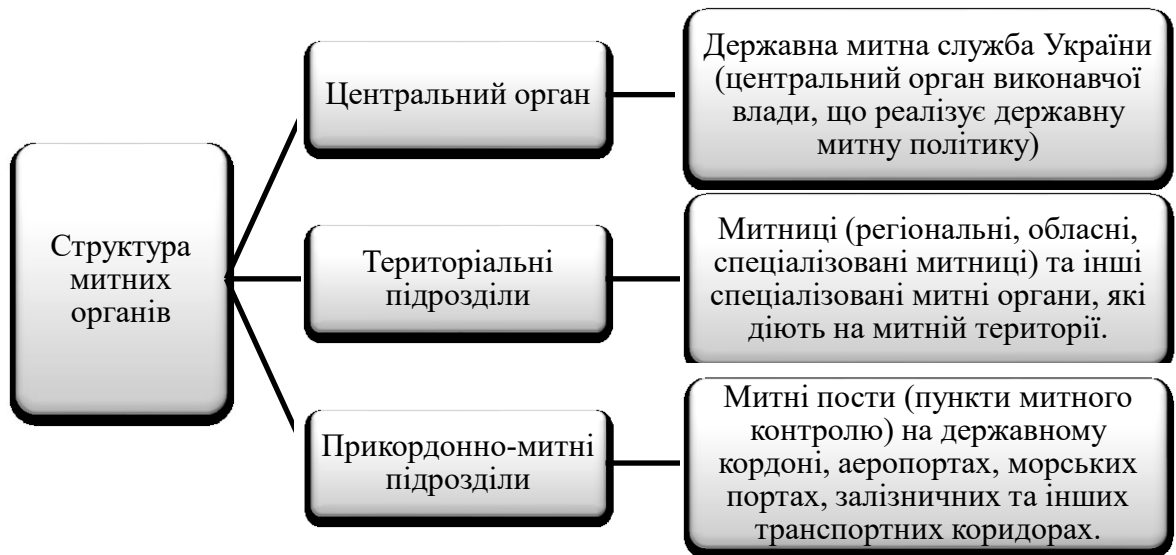 Структура
митних
органів
Центральний орган
Державна митна служба України
(центральний орган виконавчої
влади, що реалізує державну
митну політику)
Територіальні
підрозділи
Митниці (регіональні, обласні,
спеціалізовані митниці) та інші
спеціалізовані митні органи, які
діють на митній території.
Прикордонно-митні
підрозділи
Митні пости (пункти митного
контролю) на державному
кордоні, аеропортах, морських
портах, залізничних та інших
транспортних коридорах.